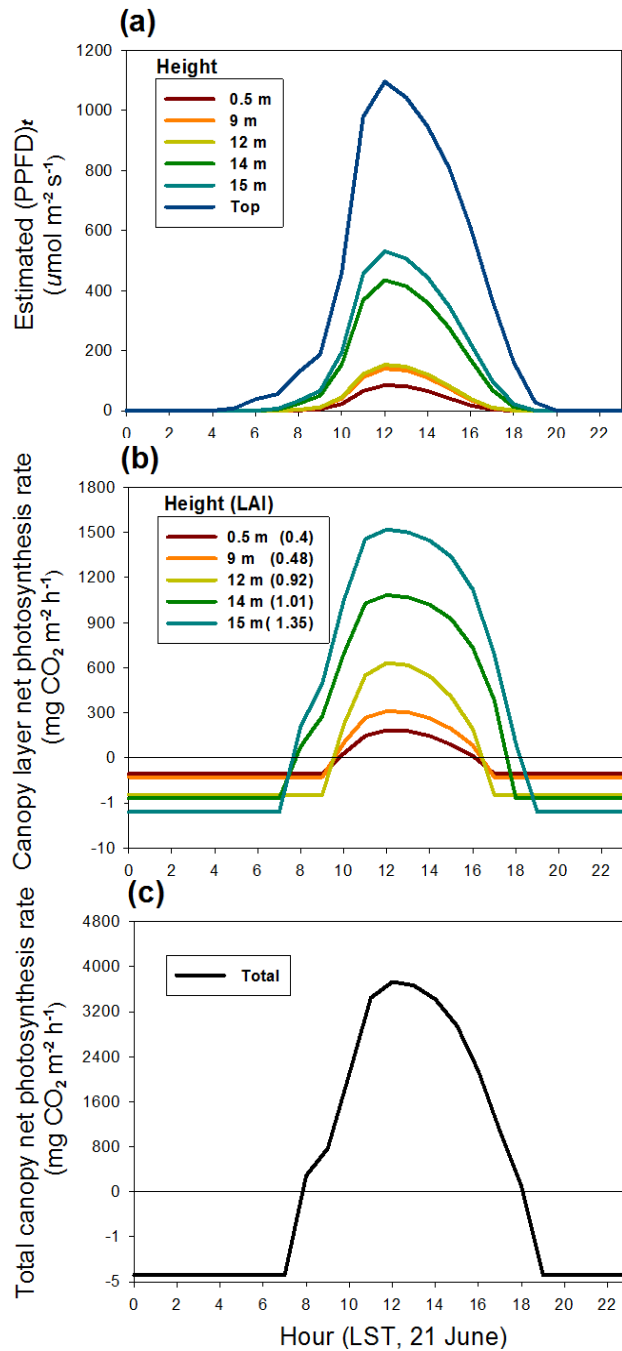 (a)
Height
0.5 m
9 m
12 m
14 m
15 m
Top
Estimated (PPFD)t
(umol m-2 s-1)
1200
1000
800
600
400
200
0
0 2 4 6 8 10 12 14 16 18 20 22
(b)
Height (LAI)
0.5 m (0.4)
9 m (0.48)
12 m (0.92)
14 m (1.01)
15 m( 1.35)
Canopy layer net photosynthesis rate
(mg CO2 m-2 h-1)
1800
1500
1200
900
600
300
0
-1
-10
0 2 4 6 8 10 12 14 16 18 20 22
(c)
Total
Total canopy net photosynthesis rate
(mg CO2 m-2 h-1)
4800
4000
3200
2400
1600
800
0
-1
-5
0 2 4 6 8 10 12 14 16 18 20 22
Hour (LST, 21 June)